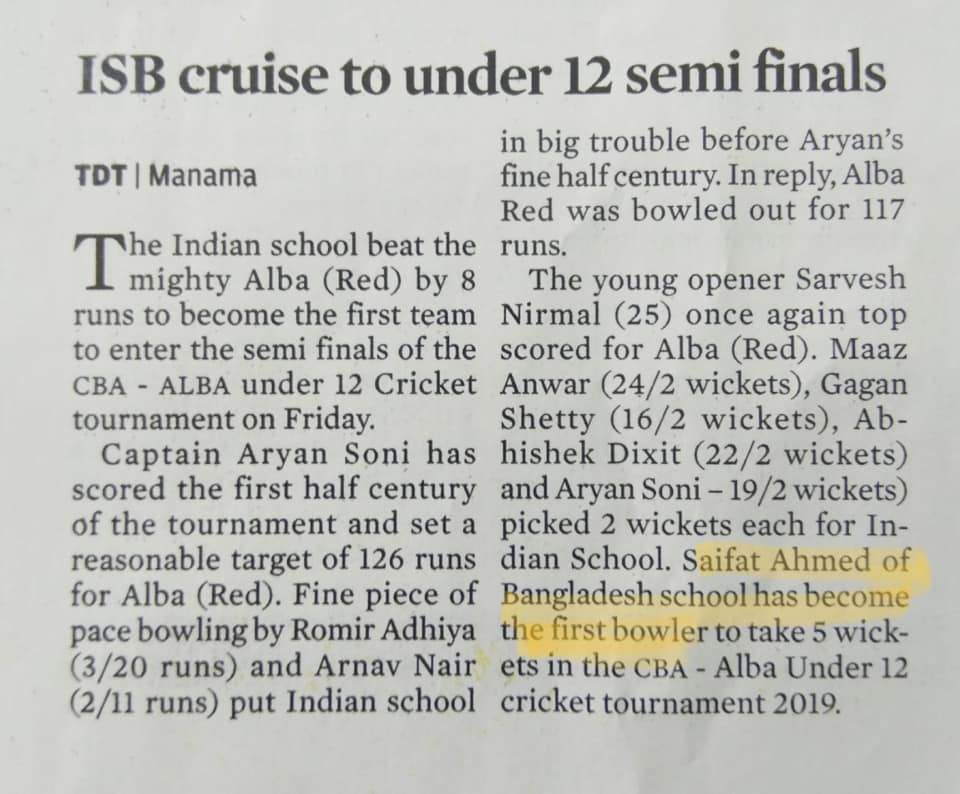 ISB cruise to under 12 semi finals
TDT | Manama
The Indian school beat the
mighty Alba (Red) by 8
runs to become the first team
to enter the semi finals of the
CBA - ALBA under 12 Cricket
tournament on Friday.
Captain Aryan Soni has
scored the first half century
of the tournament and set a
reasonable target of 126 runs
for Alba (Red). Fine piece of
pace bowling by Romir Adhiya
(3/20 runs) and Arnav Nair
(2/11 runs) put Indian school
in big trouble before Aryan's
fine half century. In reply, Alba
Red was bowled out for 117
runs.
The young opener Sarvesh
Nirmal (25) once again top
scored for Alba (Red). Maaz
Anwar (24/2 wickets), Gagan
Shetty (16/2 wickets), Ab-
hishek Dixit (22/2 wickets)
and Aryan Soni – 19/2 wickets)
picked 2 wickets each for In-
dian School. Saifat Ahmed of
Bangladesh school has become
the first bowler to take 5 wick-
ets in the CBA - Alba Under 12
cricket tournament 2019.